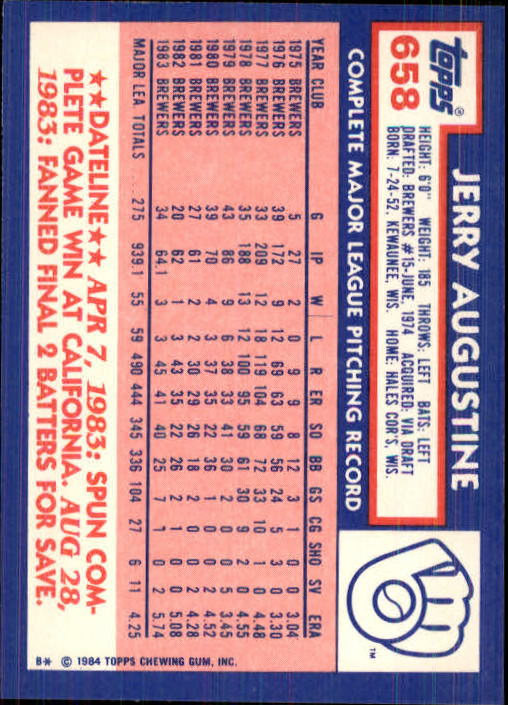 topps®
658
JERRY AUGUSTINE
HEIGHT: 6'0" WEIGHT: 185 THROWS: LEFT BATS: LEFT
DRAFTED: BREWERS #15-JUNE, 1974 ACQUIRED: VIA DRAFT
BORN: 7-24-52, KEWAUNEE, WIS. HOME: HALES COR'S, WIS.
COMPLETE MAJOR LEAGUE PITCHING RECORD
YEAR CLUB G IP W L R ER SO BB GS CG SHO SV ERA
1975 BREWERS 5 27 2 0 9 9 8 12 3 1 0 0 3.04
1976 BREWERS 39 172 9 12 69 63 59 56 24 5 3 0 3.30
1977 BREWERS 33 209 12 18 119 104 68 72 33 10 1 0 4.48
1978 BREWERS 35 188 13 12 100 95 59 61 30 9 2 0 4.55
1979 BREWERS 43 86 9 6 38 33 41 30 2 0 0 5 3.45
1980 BREWERS 39 70 4 3 37 35 22 36 1 0 0 2 4.52
1981 BREWERS 27 61 2 2 30 29 26 18 2 0 0 2 4.28
1982 BREWERS 20 62 1 3 43 35 22 26 2 1 0 0 5.08
1983 BREWERS 34 64.1 3 3 45 41 40 25 7 1 0 2 5.74
MAJOR LEA TOTALS ... 275 939.1 55 59 490 444 345 336 104 27 6 11 4.25
★★DATELINE★★ APR 7, 1983: SPUN COM-
PLETE GAME WIN AT CALIFORNIA. AUG 28,
1983: FANNED FINAL 2 BATTERS FOR SAVE.
B* © 1984 TOPPS CHEWING GUM, INC.
TM